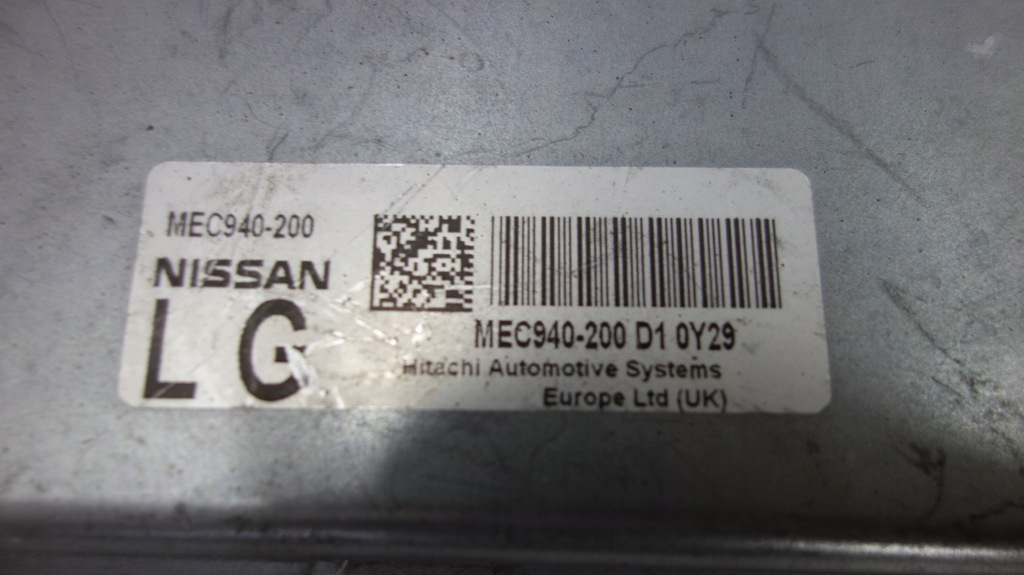 MEC940-200
NISSAN
LG
MEC940-200 D1 0Y29
Hitachi Automotive Systems
Europe Ltd (UK)